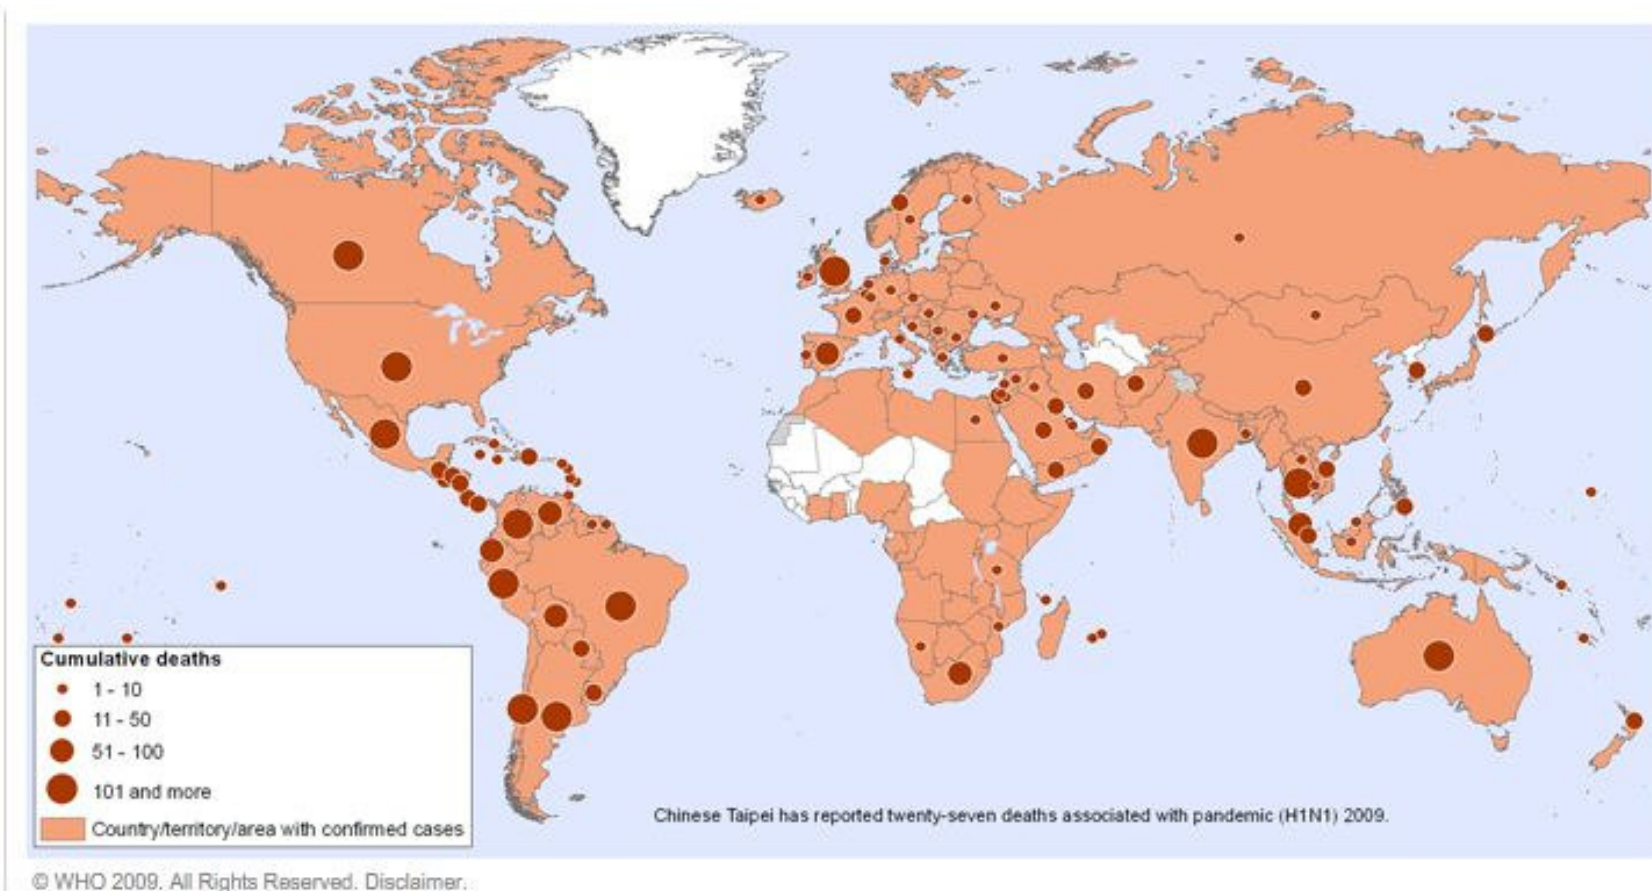 Cumulative deaths
1 - 10
11 - 50
51 - 100
101 and more
Country/territory/area with confirmed cases
Chinese Taipei has reported twenty-seven deaths associated with pandemic (H1N1) 2009.
© WHO 2009. All Rights Reserved. Disclaimer.